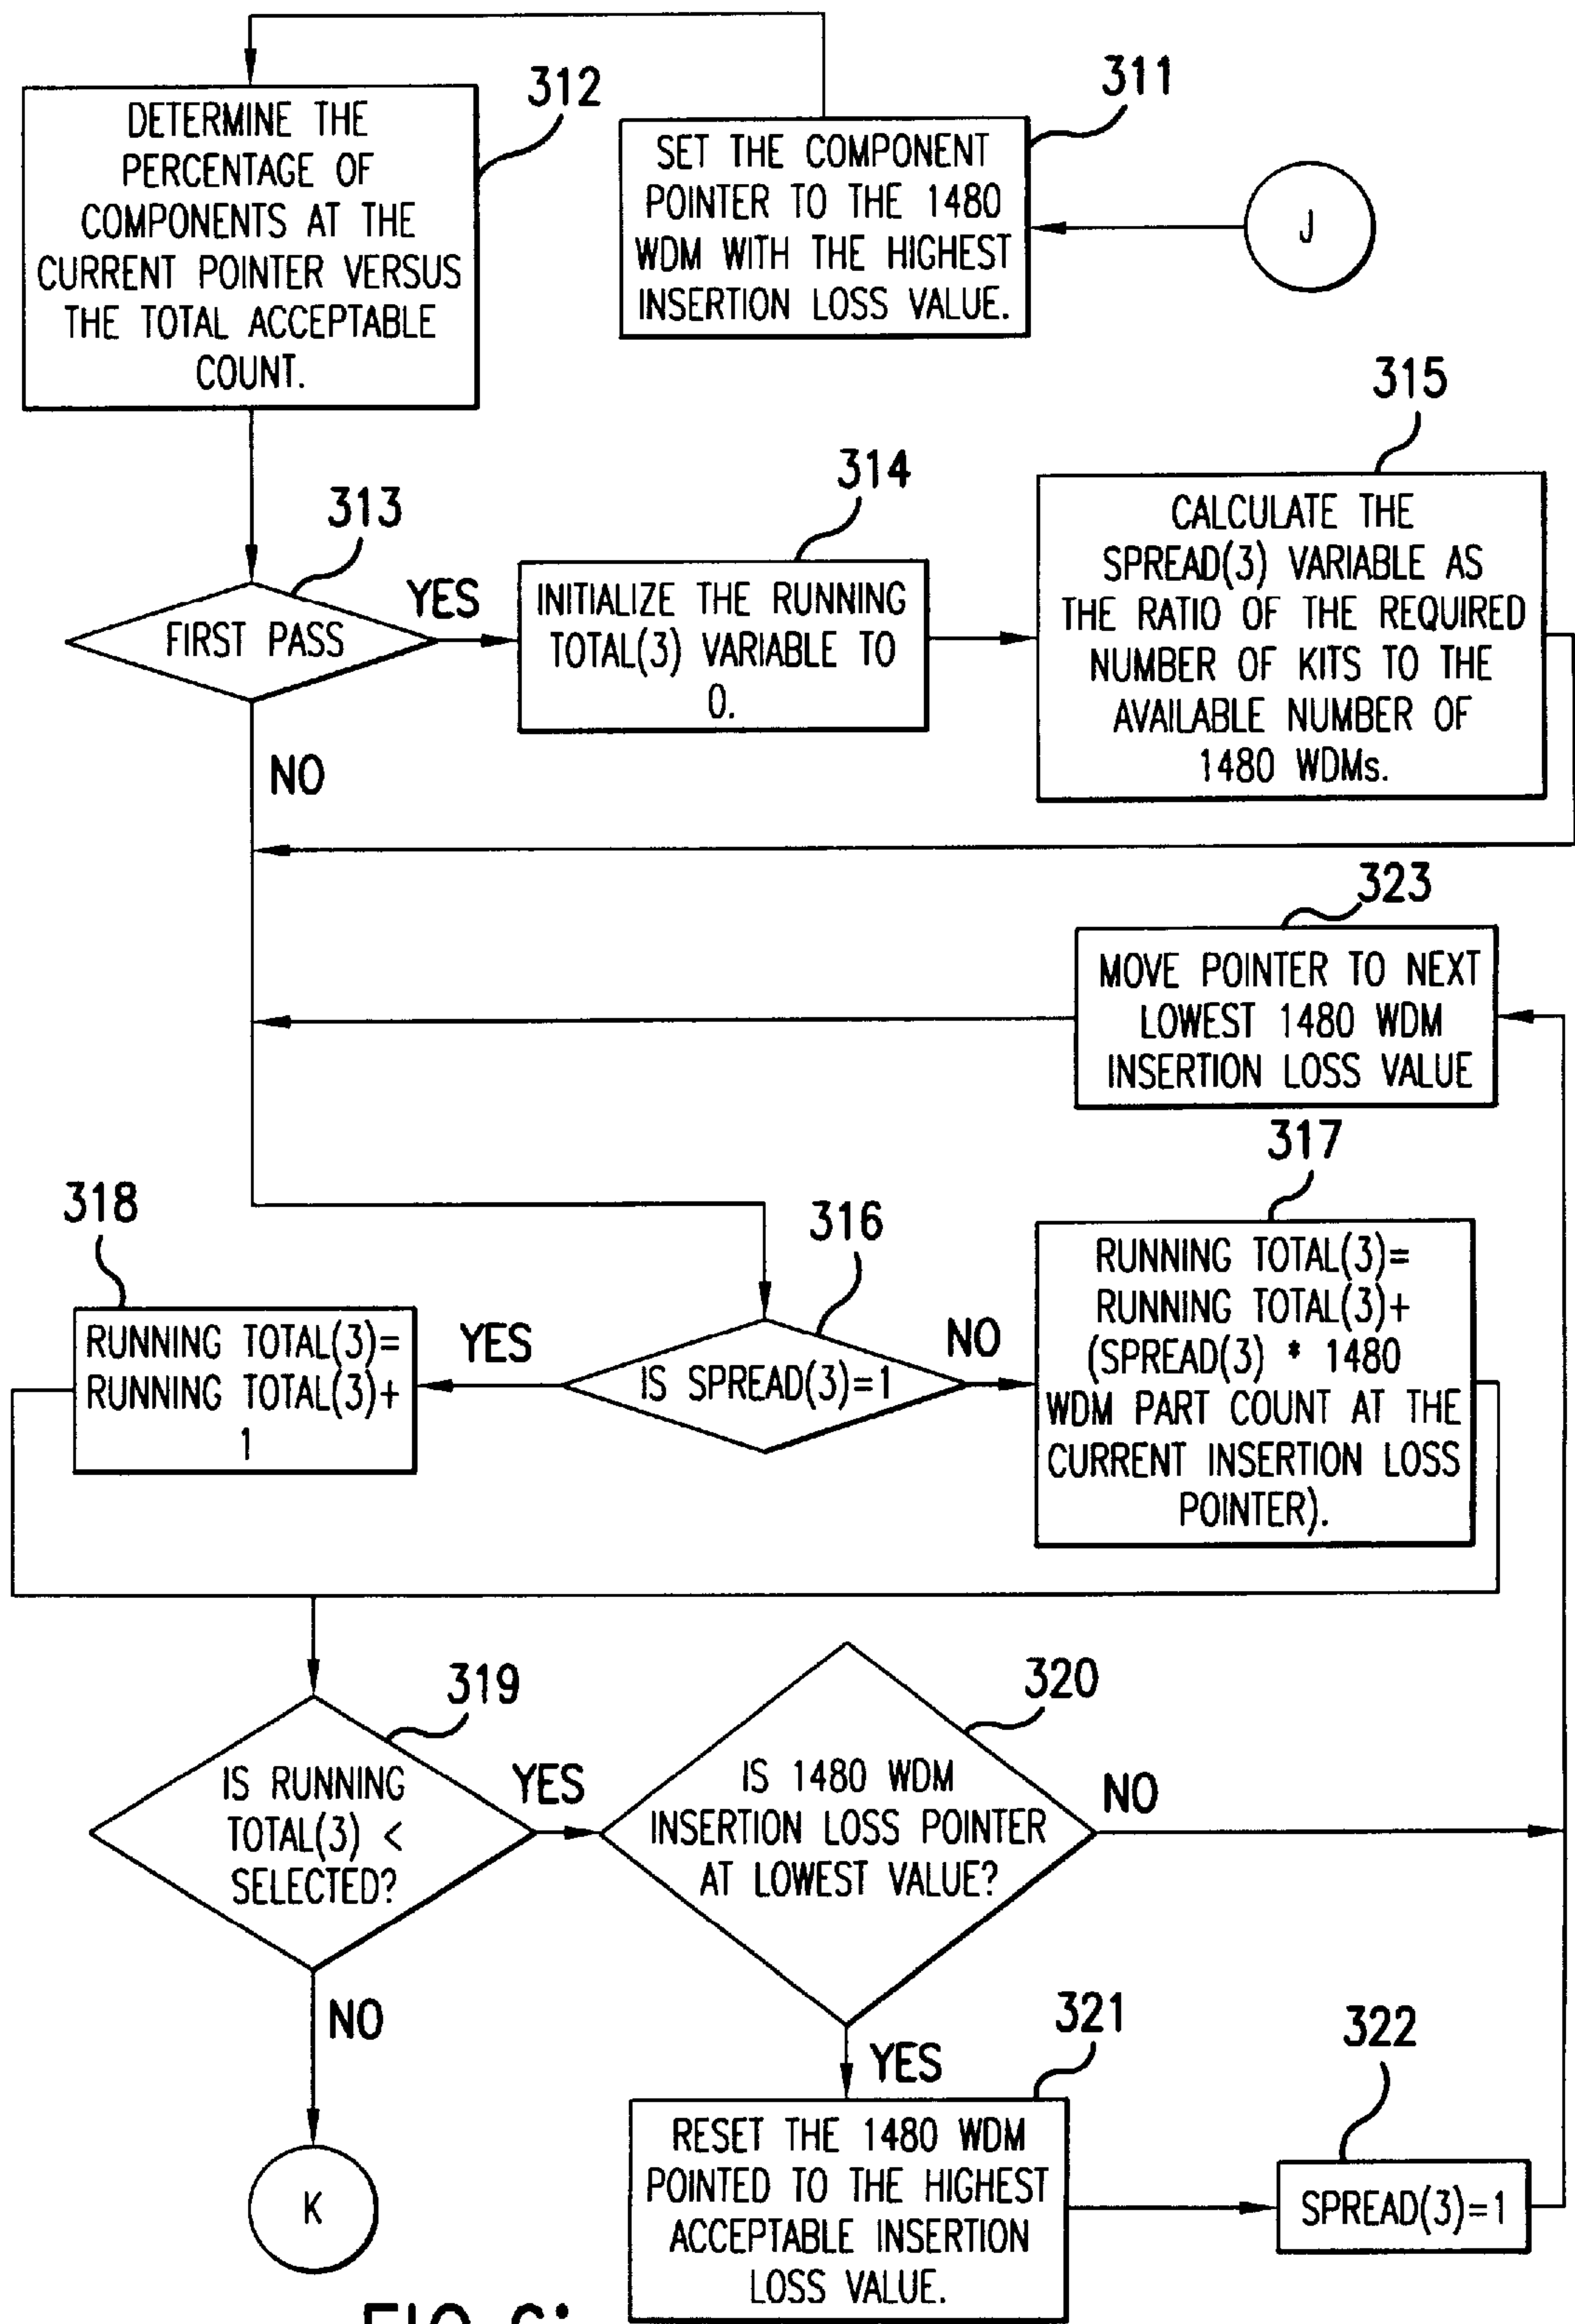 312
DETERMINE THE
PERCENTAGE OF
COMPONENTS AT THE
CURRENT POINTER VERSUS
THE TOTAL ACCEPTABLE
COUNT.
311
SET THE COMPONENT
POINTER TO THE 1480
WDM WITH THE HIGHEST
INSERTION LOSS VALUE.
J
313
FIRST PASS
YES
NO
314
INITIALIZE THE RUNNING
TOTAL(3) VARIABLE TO
0.
315
CALCULATE THE
SPREAD(3) VARIABLE AS
THE RATIO OF THE REQUIRED
NUMBER OF KITS TO THE
AVAILABLE NUMBER OF
1480 WDMs.
323
MOVE POINTER TO NEXT
LOWEST 1480 WDM
INSERTION LOSS VALUE
318
RUNNING TOTAL(3)=
RUNNING TOTAL(3)+
1
YES
316
IS SPREAD(3)=1
NO
317
RUNNING TOTAL(3)=
RUNNING TOTAL(3)+
(SPREAD(3) * 1480
WDM PART COUNT AT THE
CURRENT INSERTION LOSS
POINTER).
319
IS RUNNING
TOTAL(3) <
SELECTED?
YES
NO
320
IS 1480 WDM
INSERTION LOSS POINTER
AT LOWEST VALUE?
NO
YES
K
321
RESET THE 1480 WDM
POINTED TO THE HIGHEST
ACCEPTABLE INSERTION
LOSS VALUE.
322
SPREAD(3)=1